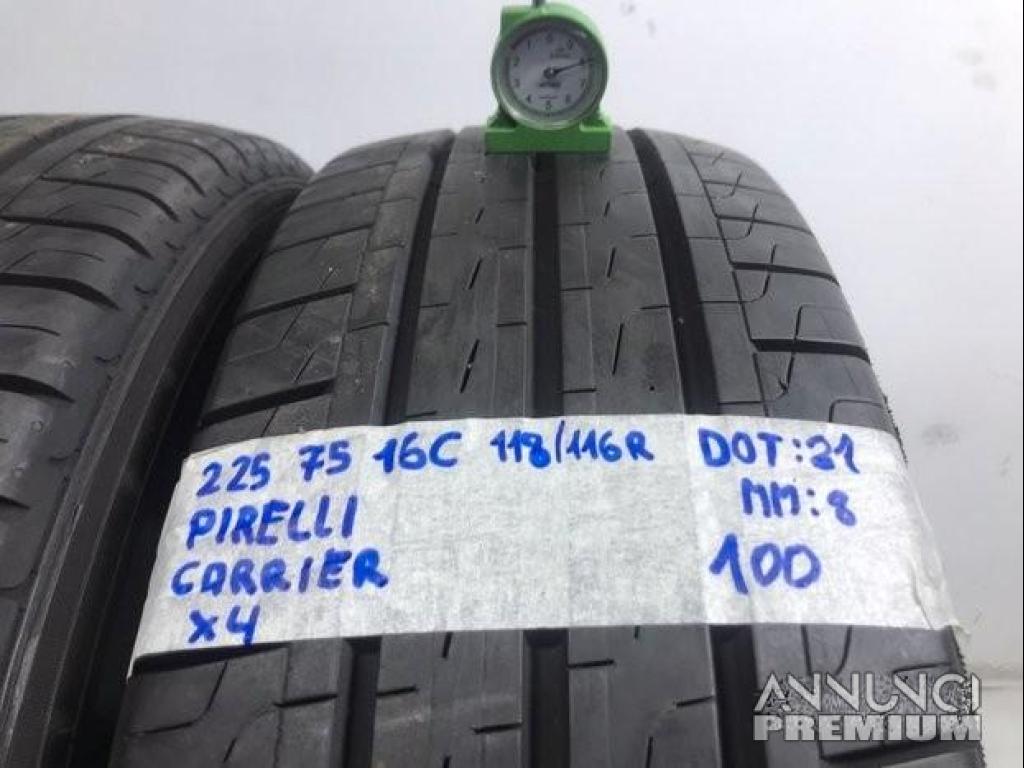 225 75 16C 118/116R DOT:21
PIRELLI MM:8
CARRIER 100
x4
ANNUNCI
PREMIUM